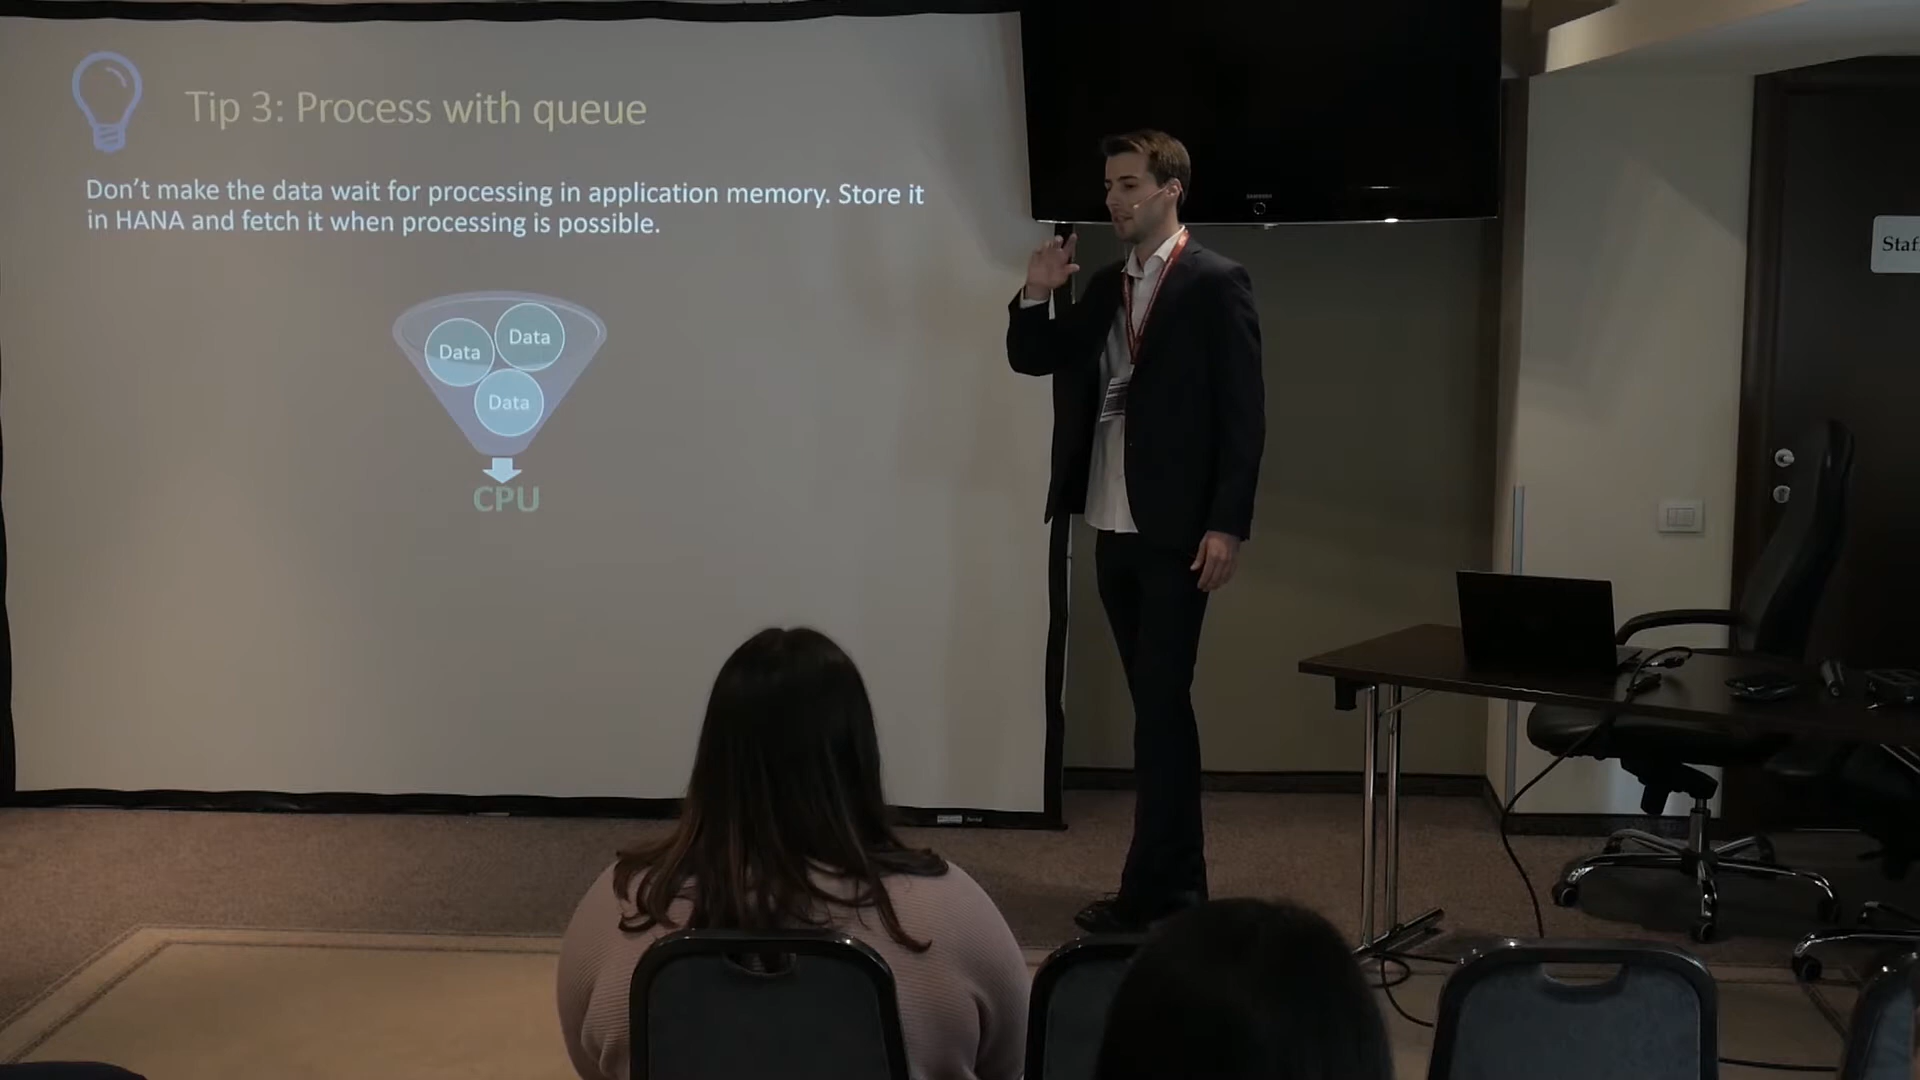 Tip 3: Process with queue
Don't make the data wait for processing in application memory. Store it
in HANA and fetch it when processing is possible.
Data
Data
Data
CPU
SAMSUNG
Staf